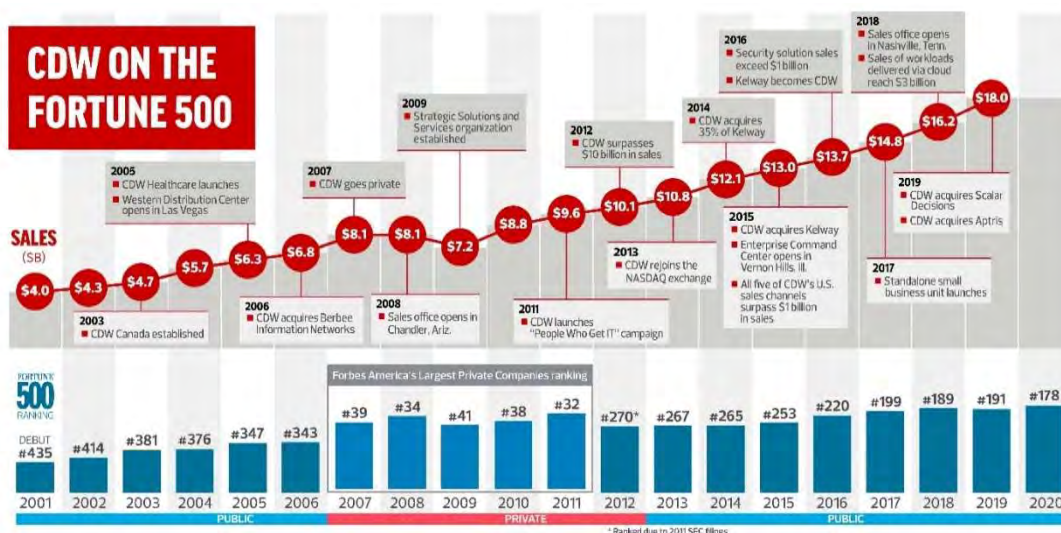 CDW ON THE
FORTUNE 500
2005
CDW Healthcare launches
Western Distribution Center
opens in Las Vegas
2007
CDW goes private
2009
Strategic Solutions and
Services organization
established
2012
CDW surpasses
$10 billion in sales
2014
CDW acquires
35% of Kelway
2016
Security solution sales
exceed $1 billion
Kelway becomes CDW
2018
Sales office opens
in Nashville, Tenn.
Sales of workloads
delivered via cloud
reach $3 billion
SALES
($B)
$4.0
$4.3
$4.7
$5.7
$6.3
$6.8
$8.1
$8.1
$7.2
$8.8
$9.6
$10.1
$10.8
$12.1
$13.0
$13.7
$14.8
$16.2
$18.0
2003
CDW Canada established
2006
CDW acquires Berbee
Information Networks
2008
Sales office opens in
Chandler, Ariz.
2011
CDW launches
"People Who Get IT" campaign
2013
CDW rejoins the
NASDAQ exchange
2015
CDW acquires Kelway
Enterprise Command
Center opens in
Vernon Hills, Ill.
All five of CDW's U.S.
sales channels
surpass $1 billion
in sales
2017
Standalone small
business unit launches
2019
CDW acquires Scalar
Decisions
CDW acquires Aptris
FORTUNE
500
RANKING
Forbes America's Largest Private Companies ranking
DEBUT
#435
#414
#381
#376
#347
#343
#39
#34
#41
#38
#32
#270*
#267
#265
#253
#220
#199
#189
#191
#178
2001
2002
2003
2004
2005
2006
2007
2008
2009
2010
2011
2012
2013
2014
2015
2016
2017
2018
2019
2020
PUBLIC
PRIVATE
PUBLIC
* Ranked due to 2011 SEC filings